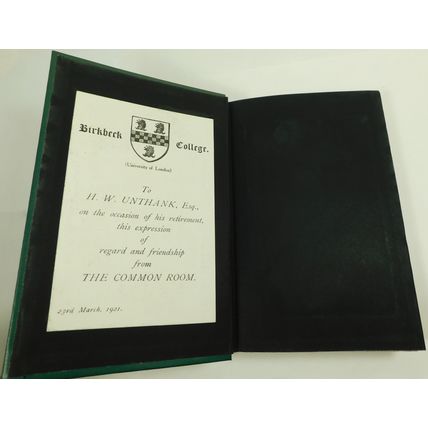 Birkbeck College.
(University of London)
To
H. W. UNTHANK, Esq.,
on the occasion of his retirement,
this expression
of
regard and friendship
from
THE COMMON ROOM.
23rd March, 1921.